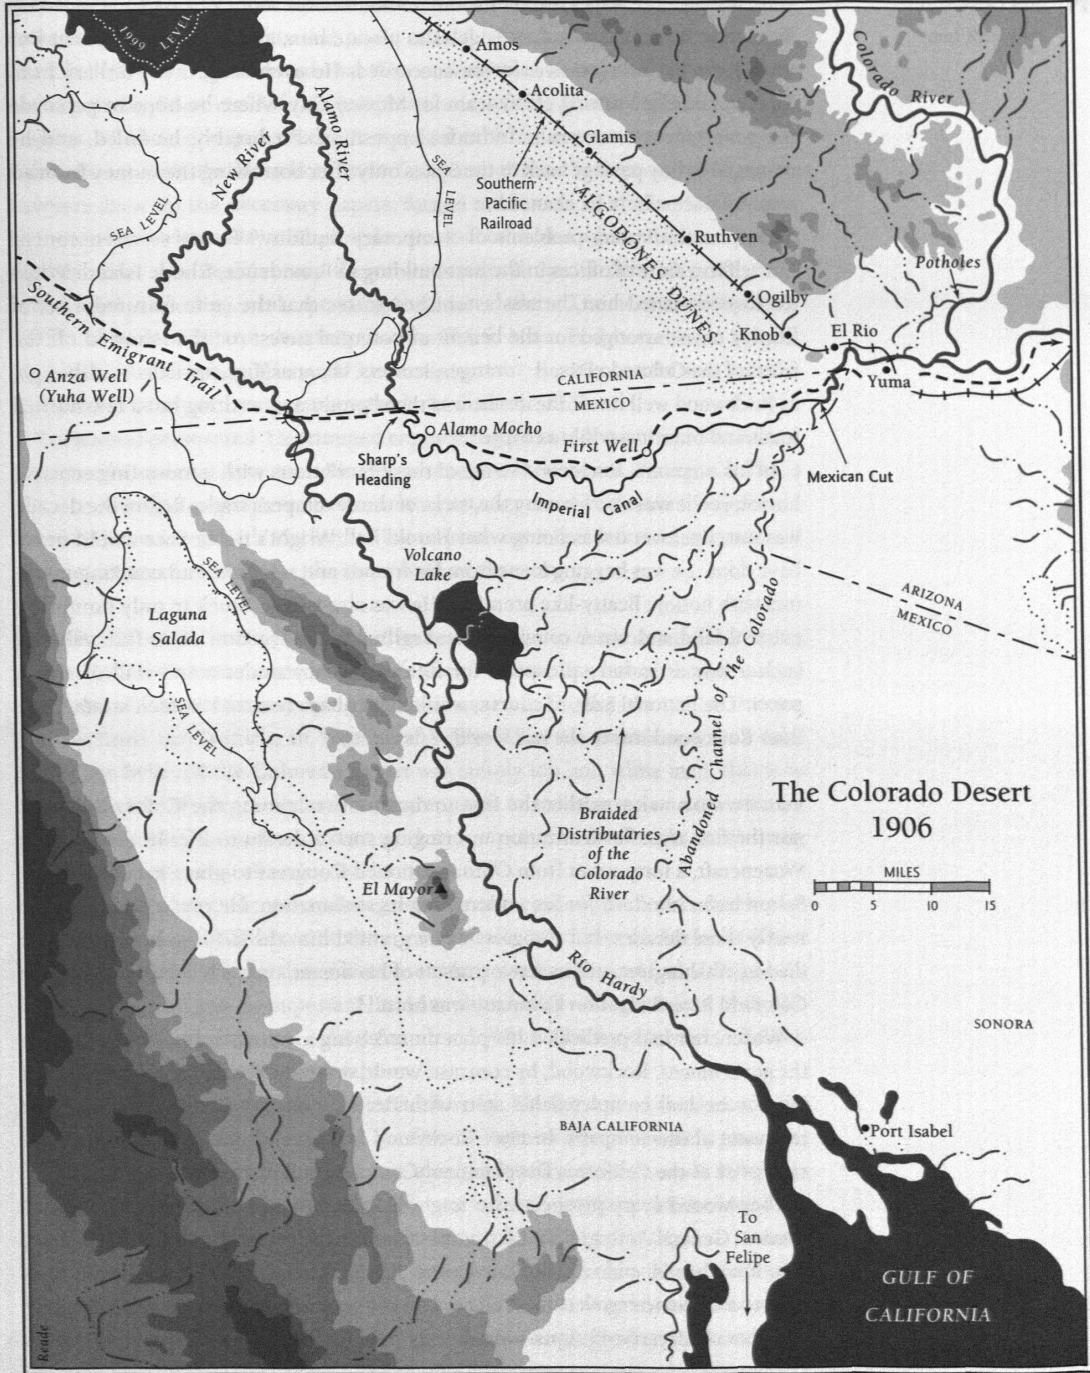 1999 LEVEL
Amos
Acolita
Glamis
Colorado River
Alamo River
New River
SEA LEVEL
SEA LEVEL
Southern
Pacific
Railroad
ALGODONES DUNES
Ruthven
Potholes
Ogilby
Knob
El Rio
Yuma
Southern Emigrant Trail
Anza Well
(Yuha Well)
CALIFORNIA
MEXICO
Alamo Mocho
First Well
Sharp's
Heading
Mexican Cut
Imperial Canal
Volcano
Lake
SEA LEVEL
ARIZONA
MEXICO
Laguna
Salada
SEA LEVEL
Abandoned Channel of the Colorado
The Colorado Desert
1906
Braided
Distributaries
of the
Colorado
River
MILES
0 5 10 15
El Mayor
Río Hardy
SONORA
BAJA CALIFORNIA
Port Isabel
To
San
Felipe
GULF OF
CALIFORNIA
Reade